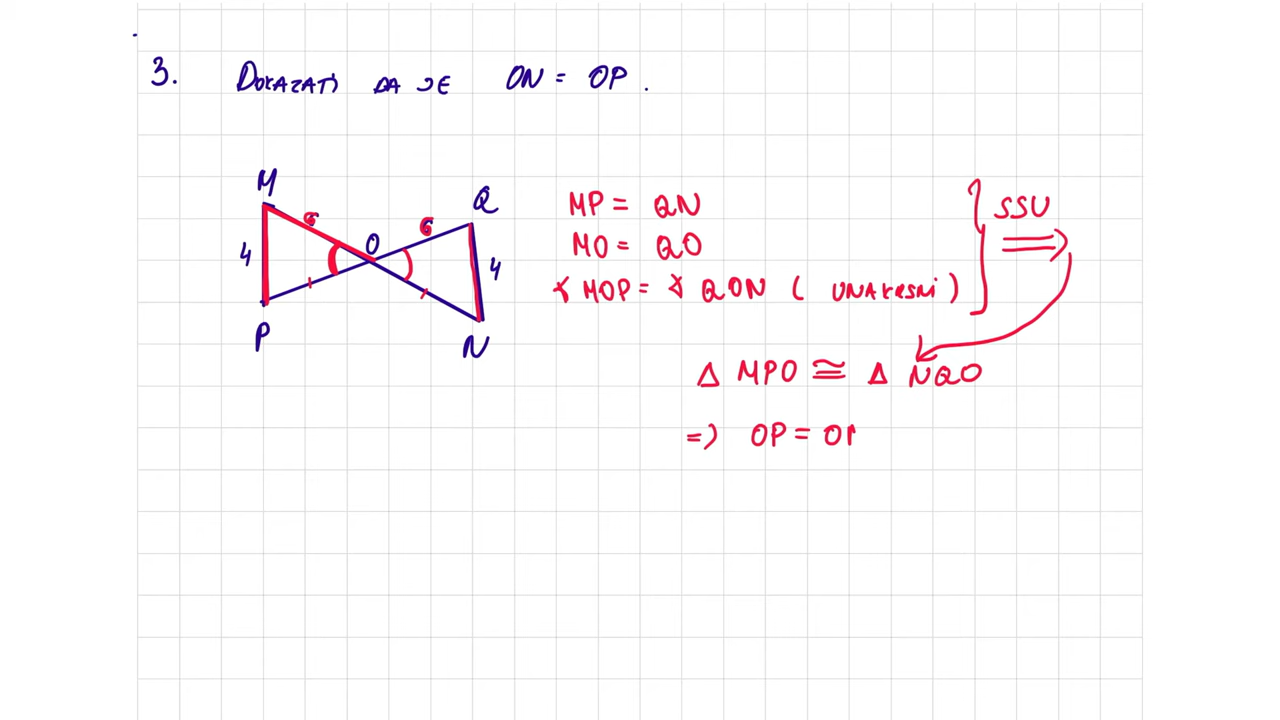 3. DOKAZATI DA JE ON = OP.
M
Q
6
6
O
4
4
P
N
MP = QN
MO = QO
∢ MOP = ∢ QON ( UNAKRSNI )
SSU
⇒
△ MPO ≅ △ NQO
=> OP = ON